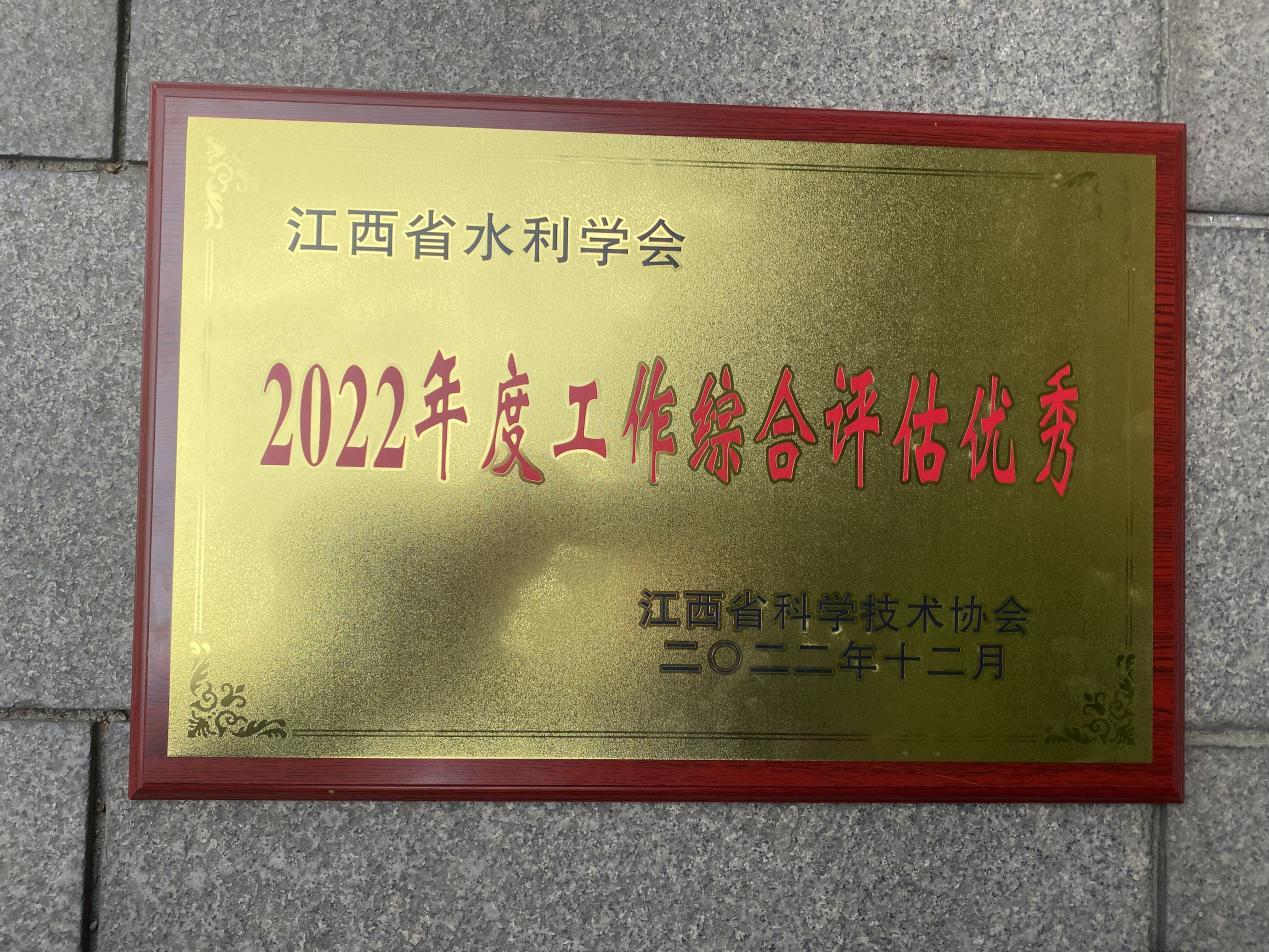 江西省水利学会
2022年度工作综合评估优秀
江西省科学技术协会
二〇二二年十二月